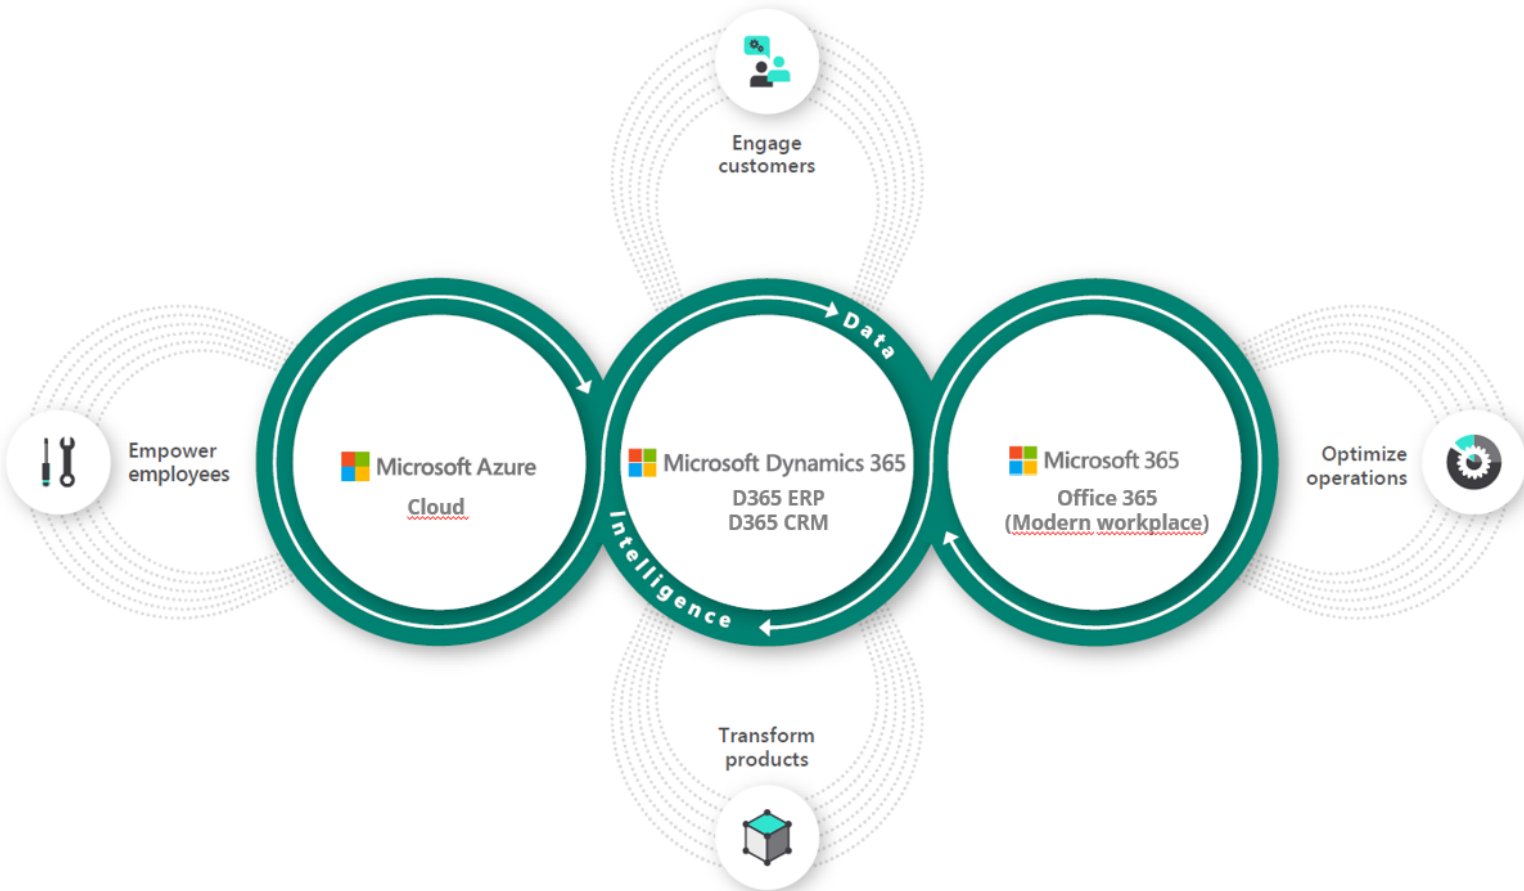 Engage
customers
Data
Empower
employees
Microsoft Azure
Cloud
Microsoft Dynamics 365
D365 ERP
D365 CRM
Microsoft 365
Office 365
(Modern workplace)
Optimize
operations
Intelligence
Transform
products